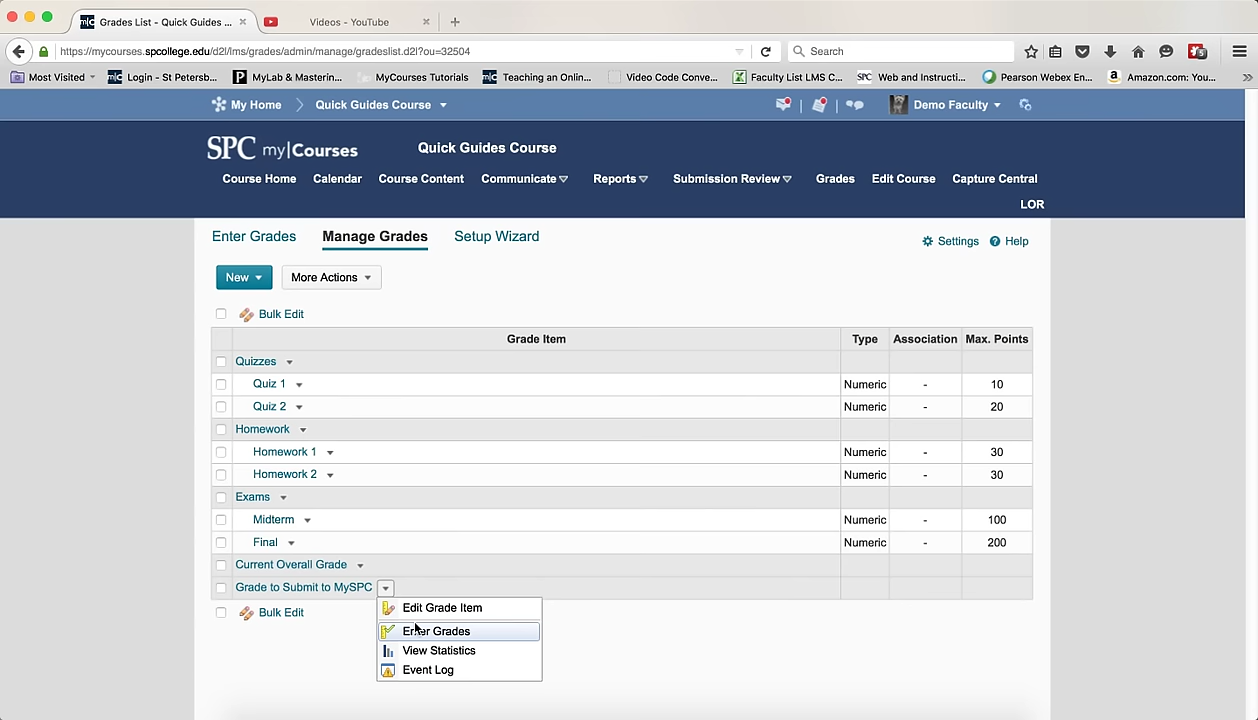 Grades List - Quick Guides ...
Videos - YouTube
https://mycourses.spcollege.edu/d2l/lms/grades/admin/manage/gradeslist.d2l?ou=32504
Search
Most Visited
Login - St Petersb...
MyLab & Masterin...
MyCourses Tutorials
Teaching an Onlin...
Video Code Conve...
Faculty List LMS C...
Web and Instructi...
Pearson Webex En...
Amazon.com: You...
My Home
Quick Guides Course
Demo Faculty
SPC my|Courses
Quick Guides Course
Course Home
Calendar
Course Content
Communicate
Reports
Submission Review
Grades
Edit Course
Capture Central
LOR
Enter Grades
Manage Grades
Setup Wizard
Settings
Help
New
More Actions
Bulk Edit
Grade Item Type Association Max. Points
Quizzes
Quiz 1 Numeric - 10
Quiz 2 Numeric - 20
Homework
Homework 1 Numeric - 30
Homework 2 Numeric - 30
Exams
Midterm Numeric - 100
Final Numeric - 200
Current Overall Grade
Grade to Submit to MySPC
Bulk Edit
Edit Grade Item
Enter Grades
View Statistics
Event Log